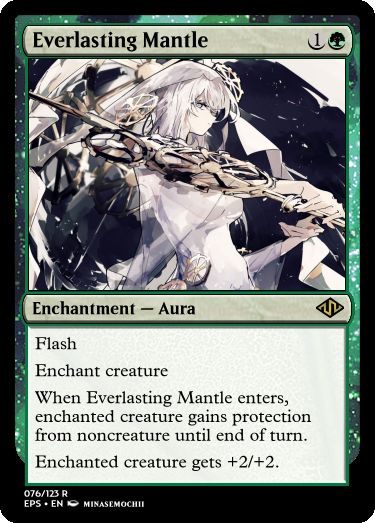 Everlasting Mantle 1
Enchantment — Aura
Flash
Enchant creature
When Everlasting Mantle enters,
enchanted creature gains protection
from noncreature until end of turn.
Enchanted creature gets +2/+2.
076/123 R
EPS • EN MINASEMOCHII